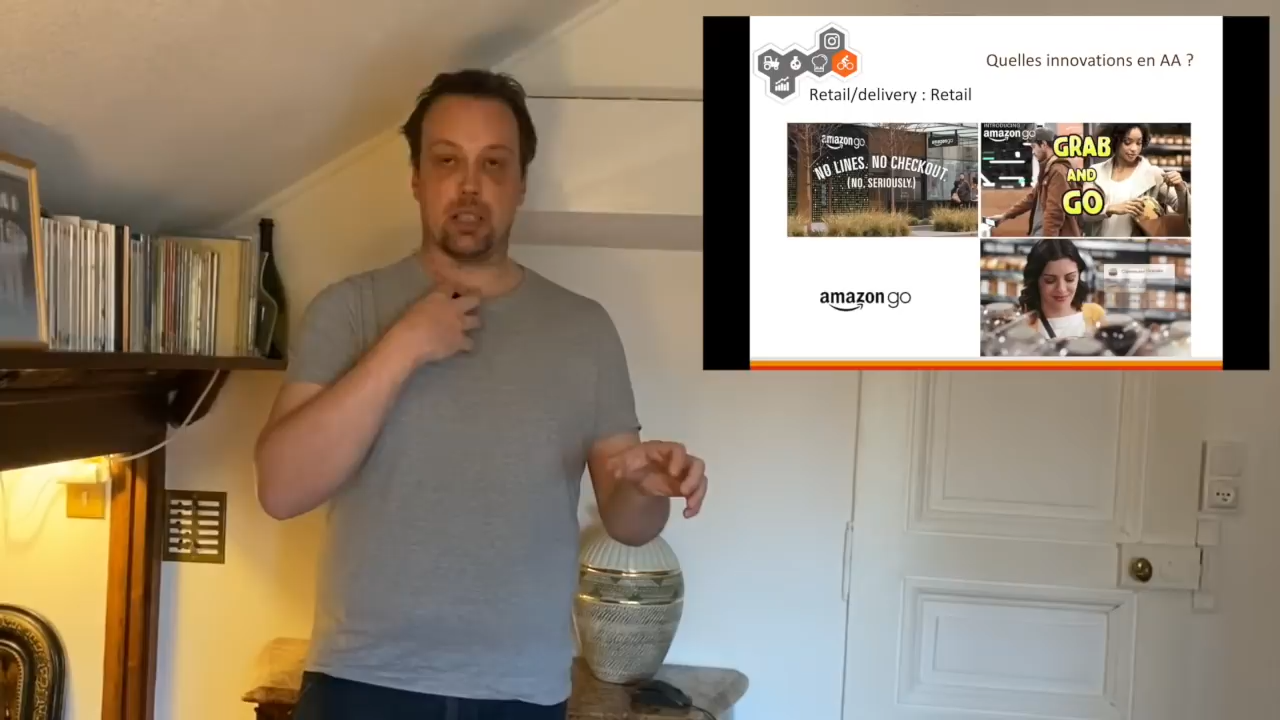 Quelles innovations en AA ?
Retail/delivery : Retail
amazon go
amazon go
NO LINES. NO CHECKOUT.
(NO, SERIOUSLY.)
INTRODUCING
amazon go
GRAB
AND
GO
amazon go